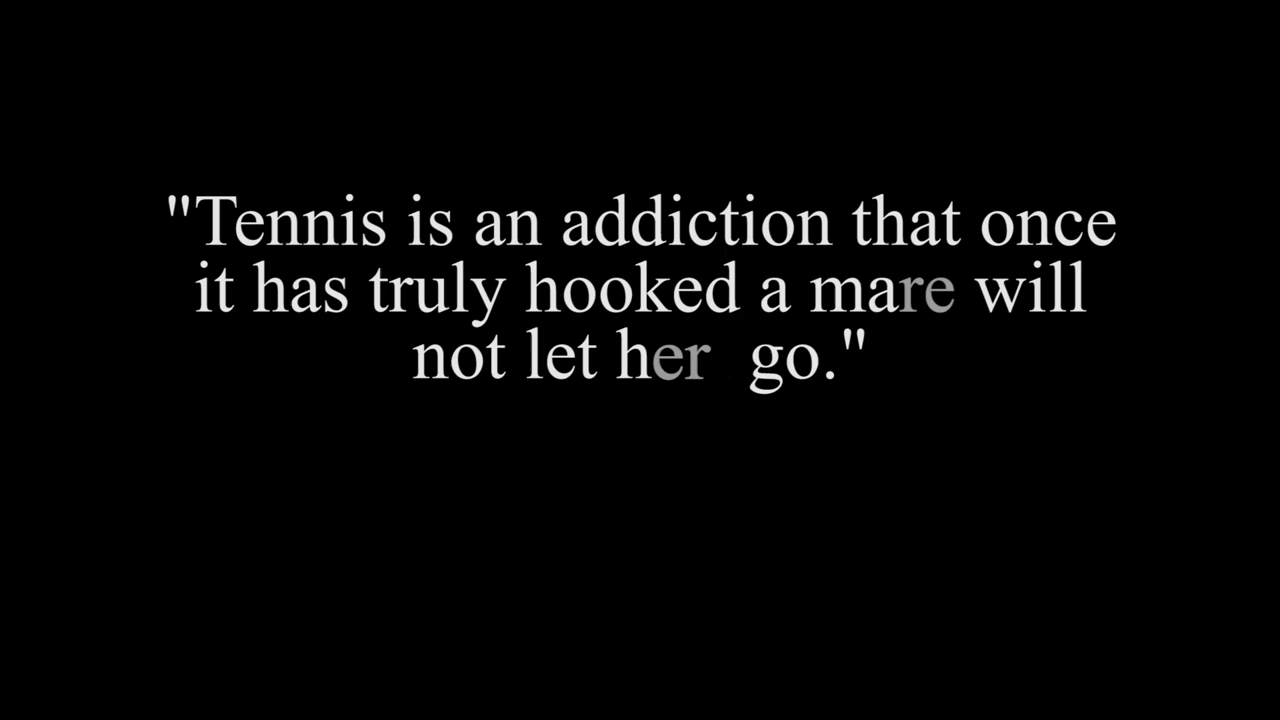 "Tennis is an addiction that once
it has truly hooked a mare will
not let her go."